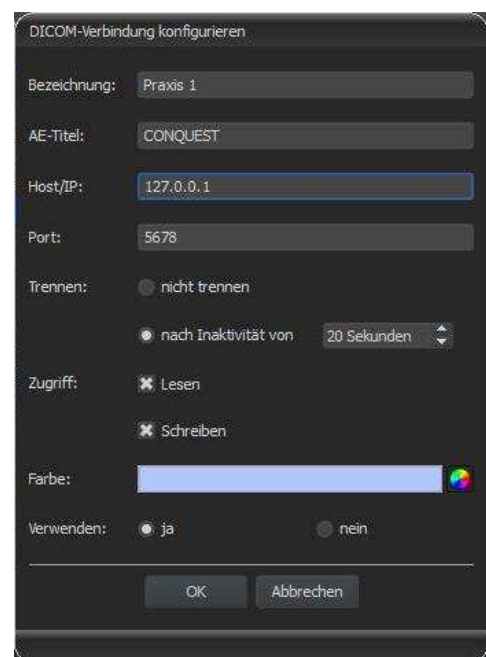 DICOM-Verbindung konfigurieren
Bezeichnung: Praxis 1
AE-Titel: CONQUEST
Host/IP: 127.0.0.1
Port: 5678
Trennen: nicht trennen
nach Inaktivität von 20 Sekunden
Zugriff: Lesen
Schreiben
Farbe:
Verwenden: ja nein
OK Abbrechen